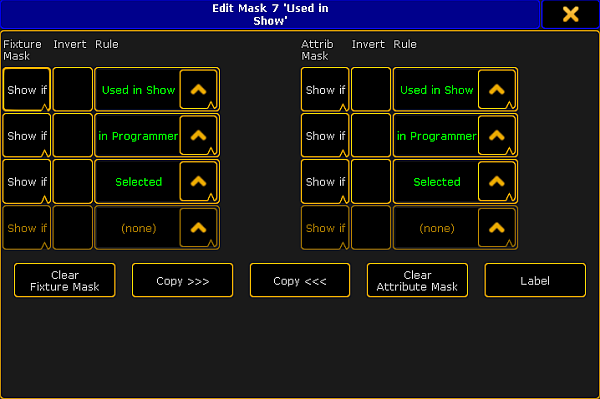 Edit Mask 7 'Used in
Show'
Fixture Mask Invert Rule
Show if Used in Show
Show if in Programmer
Show if Selected
Show if (none)
Attrib Mask Invert Rule
Show if Used in Show
Show if in Programmer
Show if Selected
Show if (none)
Clear
Fixture Mask
Copy >>>
Copy <<<
Clear
Attribute Mask
Label